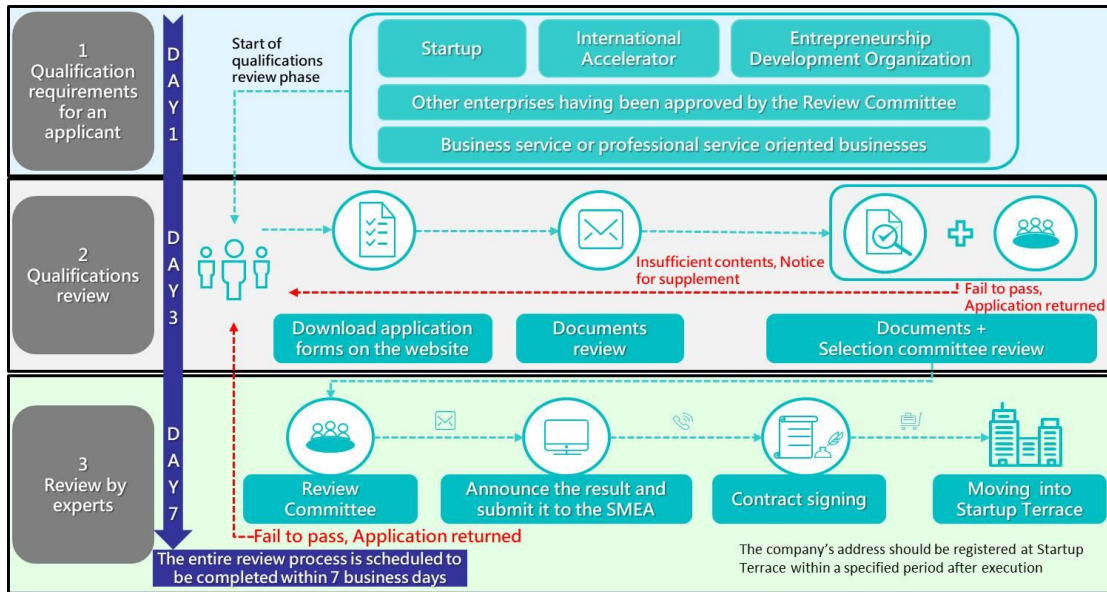 1
Qualification
requirements
for an
applicant
D
A
Y
1
Start of
qualifications
review phase
Startup
International
Accelerator
Entrepreneurship
Development Organization
Other enterprises having been approved by the Review Committee
Business service or professional service oriented businesses
2
Qualifications
review
D
A
Y
3
Insufficient contents, Notice
for supplement
Fail to pass,
Application returned
Download application
forms on the website
Documents
review
Documents +
Selection committee review
3
Review by
experts
D
A
Y
7
Review
Committee
Announce the result and
submit it to the SMEA
Contract signing
Moving into
Startup Terrace
Fail to pass, Application returned
The entire review process is scheduled to
be completed within 7 business days
The company's address should be registered at Startup
Terrace within a specified period after execution